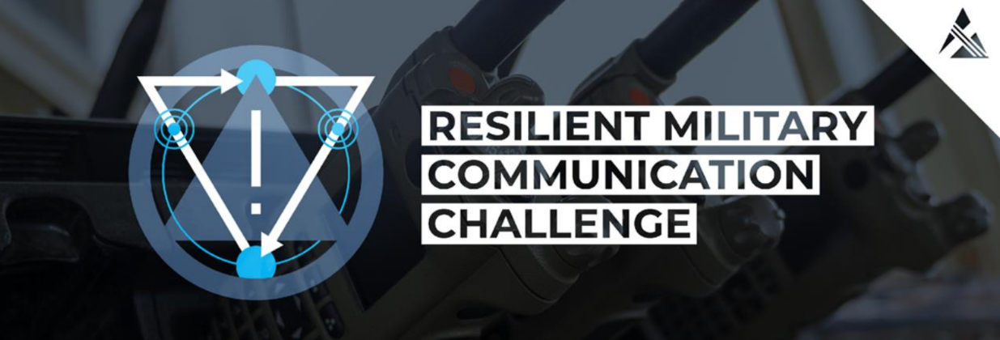 RESILIENT MILITARY
COMMUNICATION
CHALLENGE